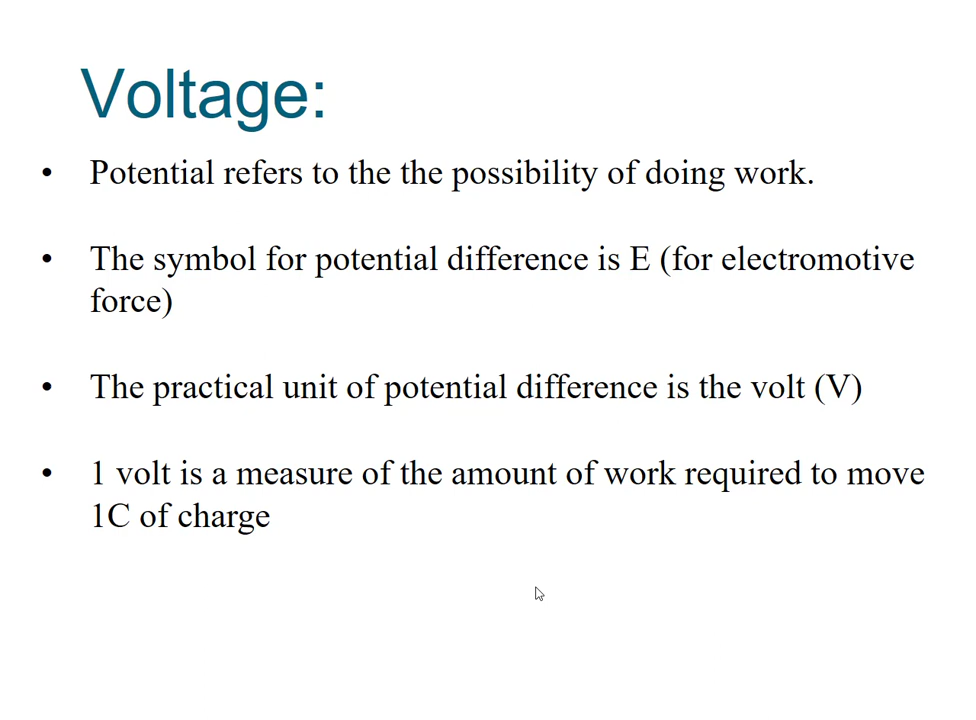 Voltage:
• Potential refers to the the possibility of doing work.
• The symbol for potential difference is E (for electromotive
force)
• The practical unit of potential difference is the volt (V)
• 1 volt is a measure of the amount of work required to move
1C of charge